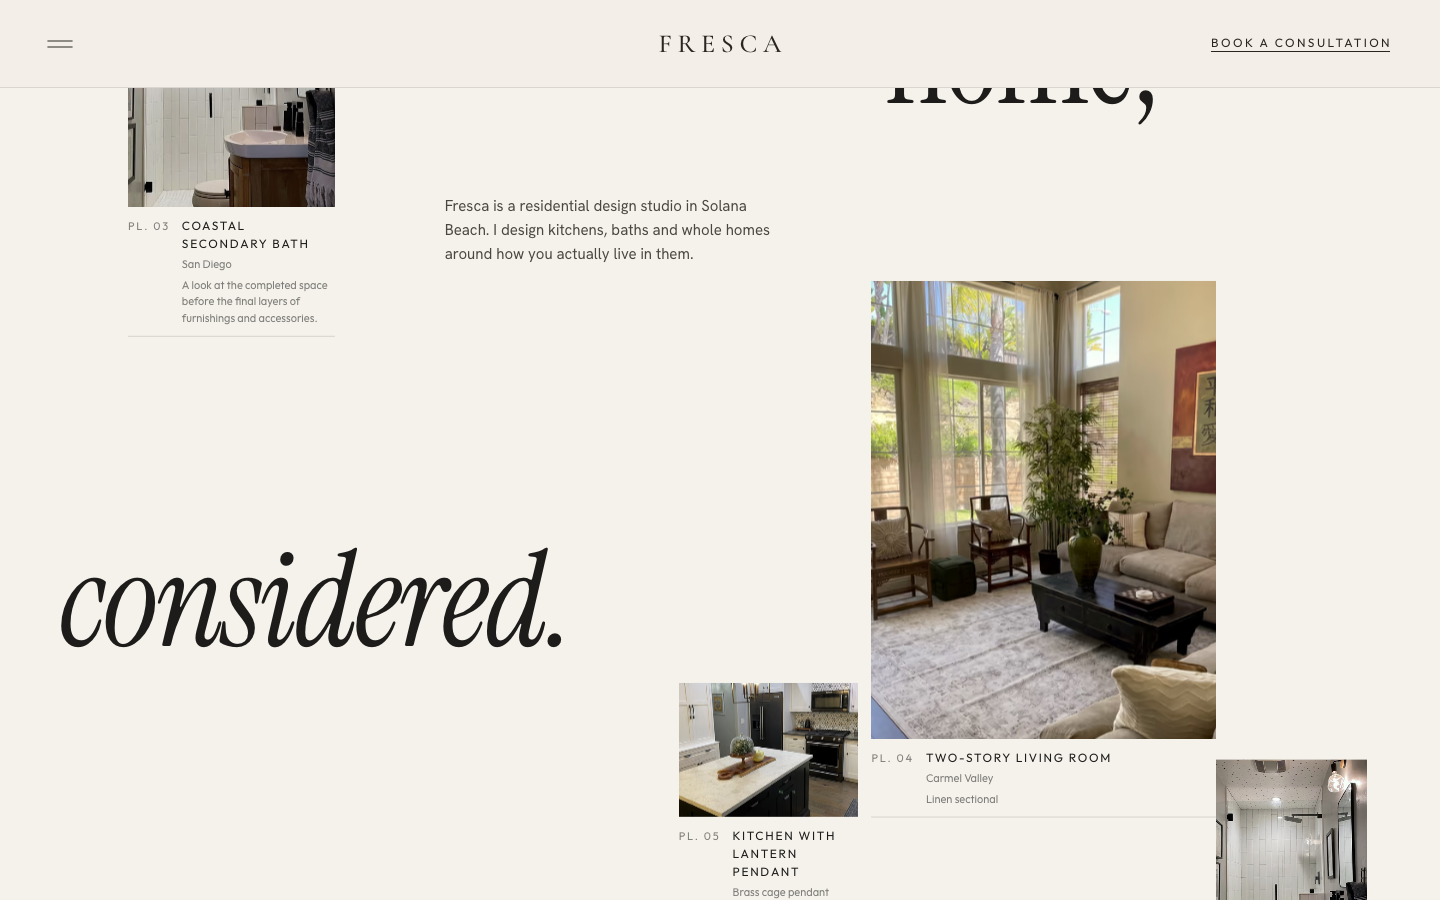 FRESCA
BOOK A CONSULTATION
home,
PL. 03 COASTAL
SECONDARY BATH
San Diego
A look at the completed space
before the final layers of
furnishings and accessories.
Fresca is a residential design studio in Solana
Beach. I design kitchens, baths and whole homes
around how you actually live in them.
平
和
愛
considered.
PL. 04 TWO-STORY LIVING ROOM
Carmel Valley
Linen sectional
PL. 05 KITCHEN WITH
LANTERN
PENDANT
Brass cage pendant